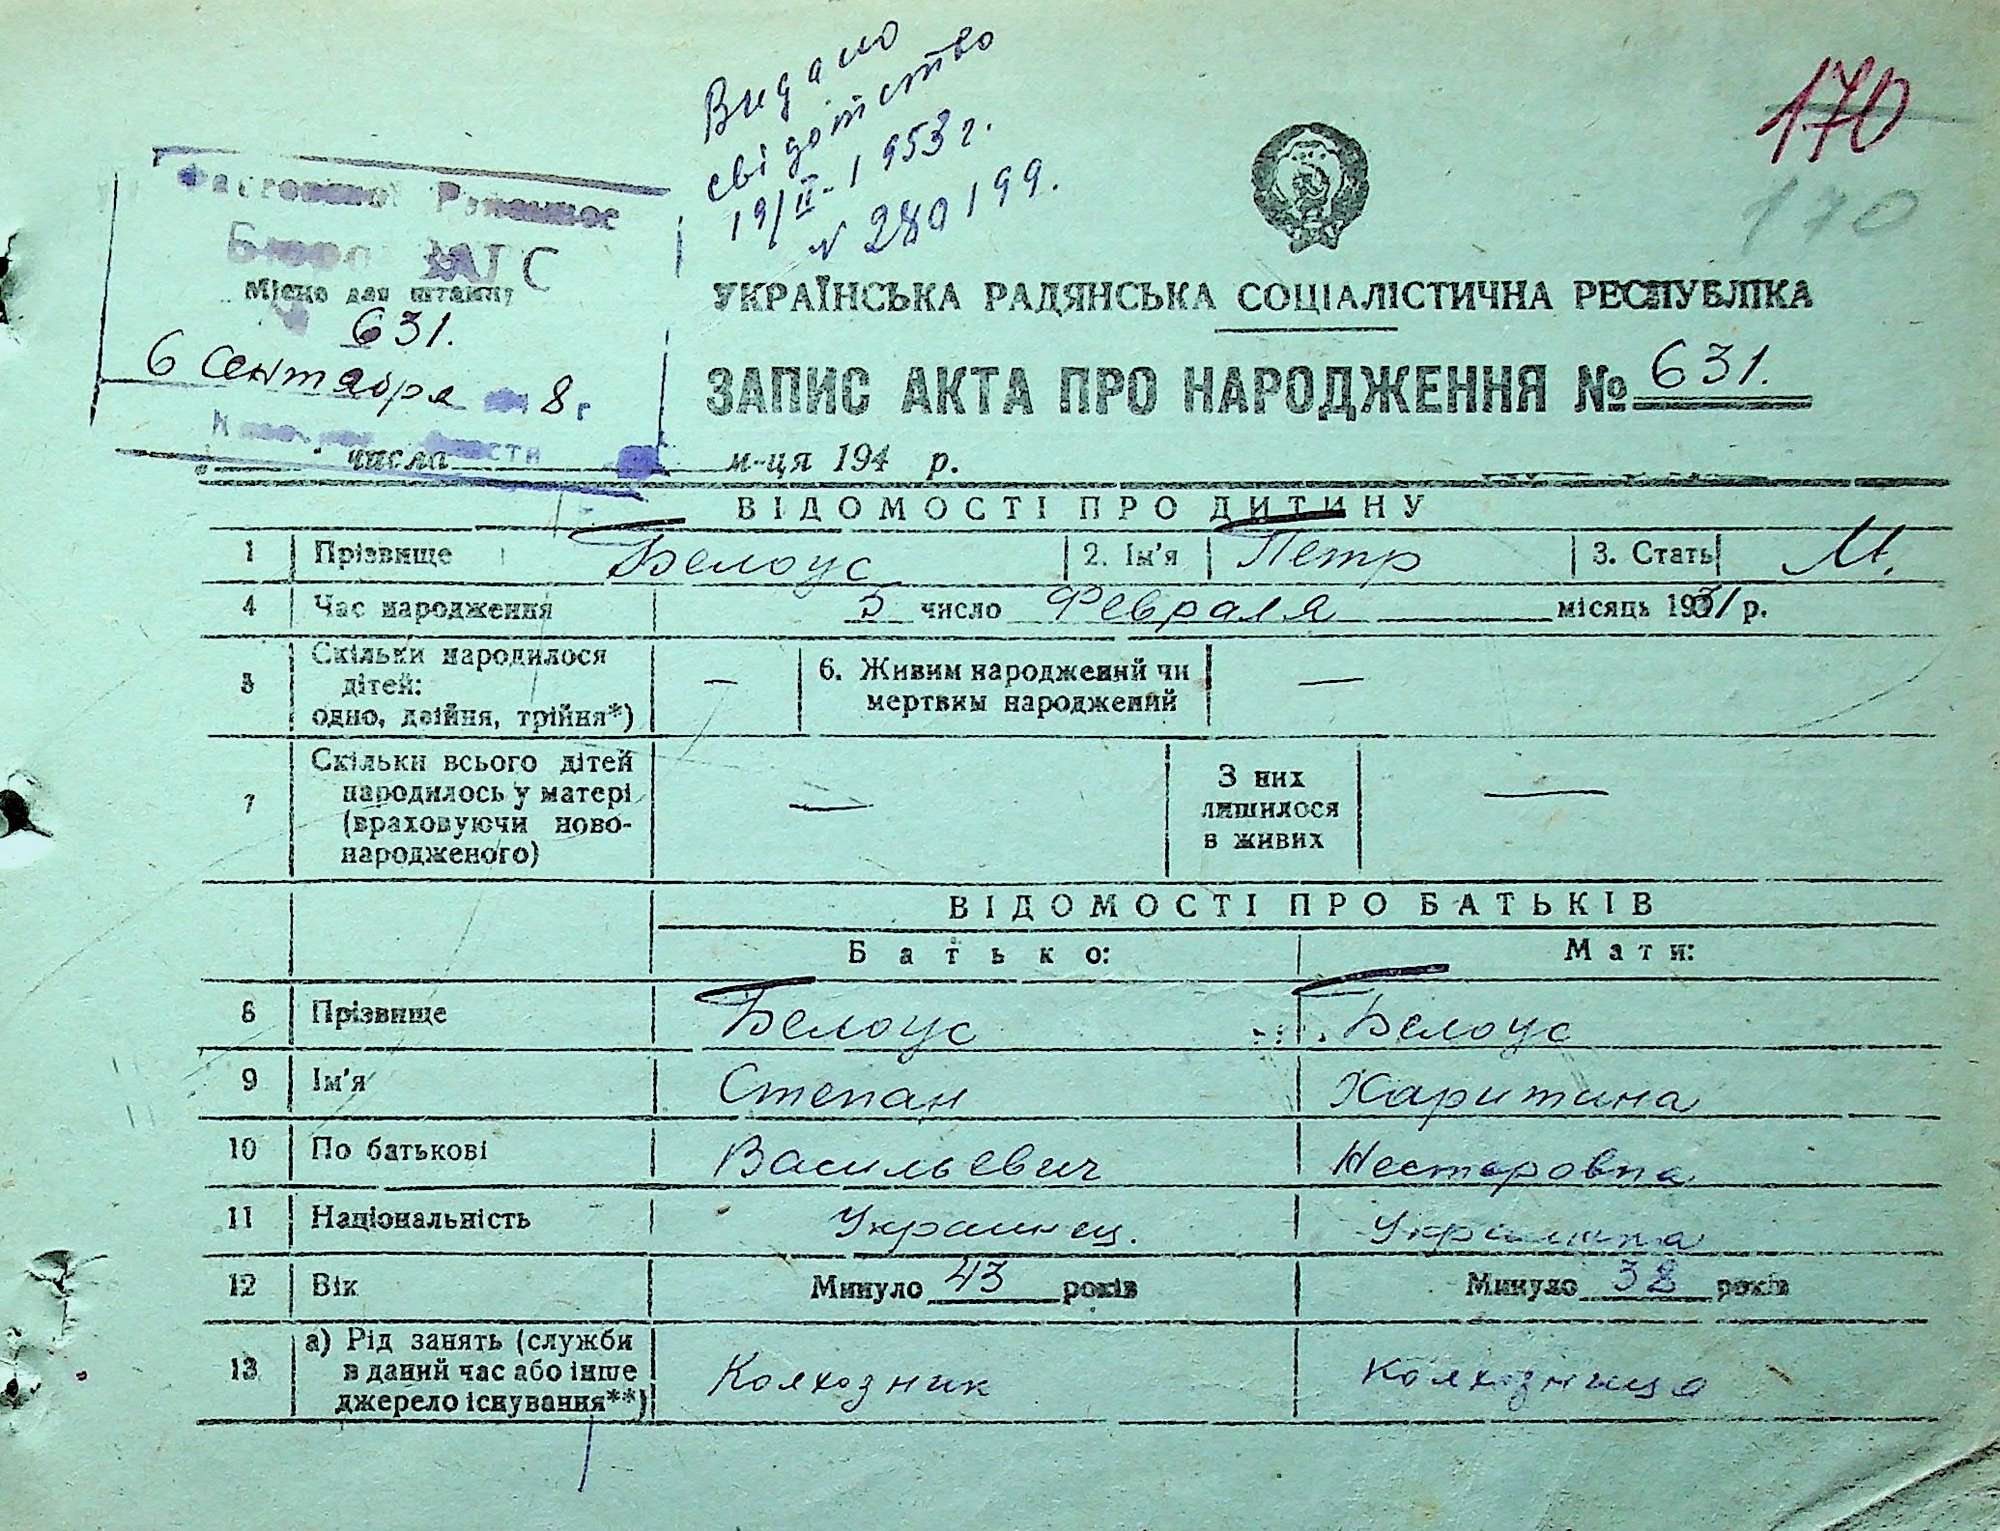 Видано
свідотство
19/II-1953 г.
N 280199.
170
170
Бюро ЗАГС
Місце для штампу
631.
6 Сентября 8 г
УКРАЇНСЬКА РАДЯНСЬКА СОЦІАЛІСТИЧНА РЕСПУБЛІКА
ЗАПИС АКТА ПРО НАРОДЖЕННЯ № 631.
числа м-ця 194 р.
ВІДОМОСТІ ПРО ДИТИНУ
1 Прізвище Белоус 2. Ім'я Петр 3. Стать М.
4 Час народження 5 число Февраля місяць 1931 р.
5 Скільки народилося дітей: одно, двійня, трійня*) — 6. Живим народжений чи мертвим народжений —
7 Скільки всього дітей народилось у матері (враховуючи новонародженого) — З них лишилося в живих —
ВІДОМОСТІ ПРО БАТЬКІВ
Батько: Мати:
8 Прізвище Белоус Белоус
9 Ім'я Степан Харитина
10 По батькові Васильевич Несторовна
11 Національність Украинец. Украинка
12 Вік Минуло 43 років Минуло 38 років
13 а) Рід занять (служби в даний час або інше джерело існування**) Колхозник Колхозница